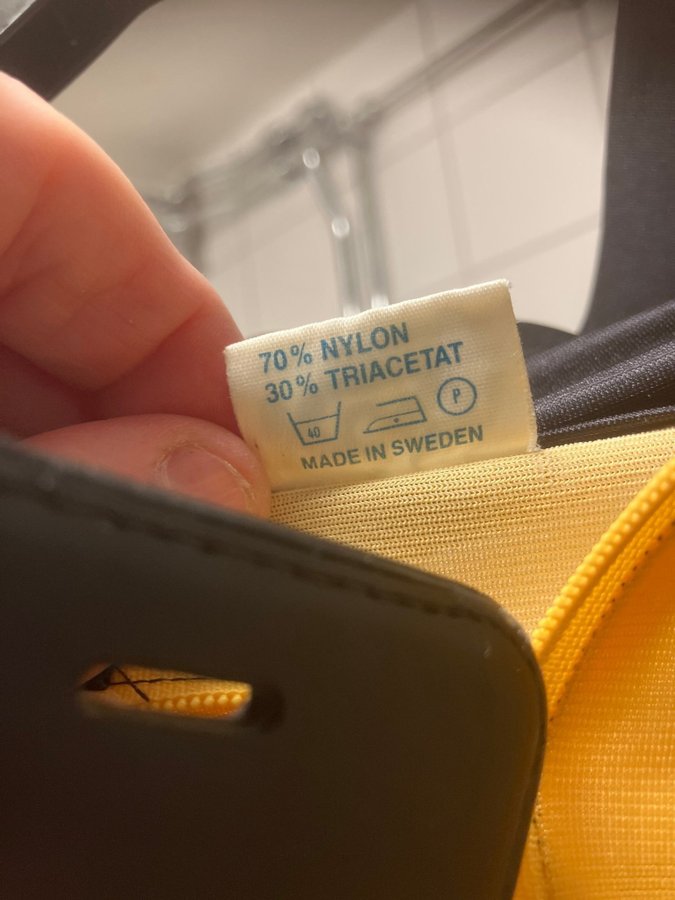 70% NYLON
30% TRIACETAT
40 P
MADE IN SWEDEN